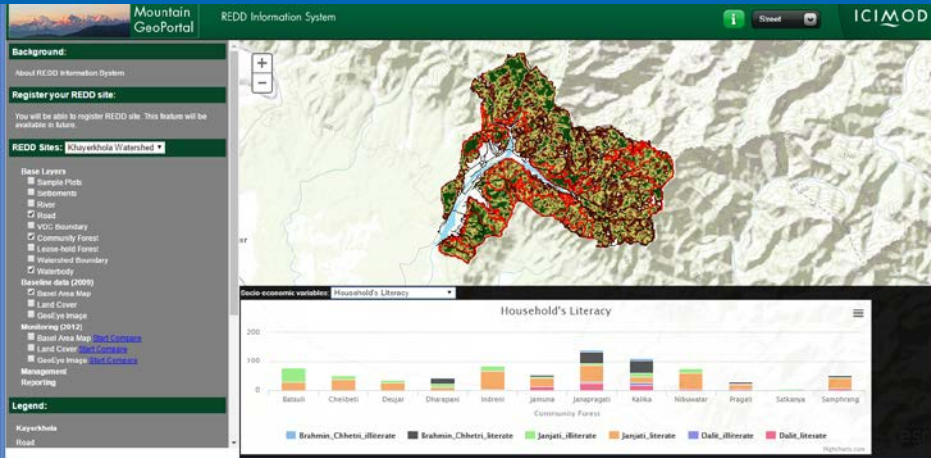 Mountain
GeoPortal
REDD Information System
i
Street
ICIMOD
Background:
About REDD Information System
Register your REDD site:
You will be able to register REDD site. This feature will be
available in future.
REDD Sites: Khayerkhola Watershed
Base Layers
Sample Plots
Settlements
River
Road
VDC Boundary
Community Forest
Lease-hold Forest
Watershed Boundary
Waterbody
Baseline data (2009)
Basel Area Map
Land Cover
GeoEye Image
Monitoring (2012)
Basel Area Map Start Compare
Land Cover Start Compare
GeoEye Image Start Compare
Management
Reporting
Legend:
Kayerkhola
Road
+
−
Socio-economic variables: Household's Literacy
Household's Literacy
200
100
0
Batauli Chelibeti Deujar Dharapani Indreni Jamuna Janapragati Kalika Nibuwatar Pragati Satkanya Samphrang
Community Forest
Brahmin_Chhetri_illiterate Brahmin_Chhetri_literate Janjati_illiterate Janjati_literate Dalit_illiterate Dalit_literate
Highcharts.com
esri